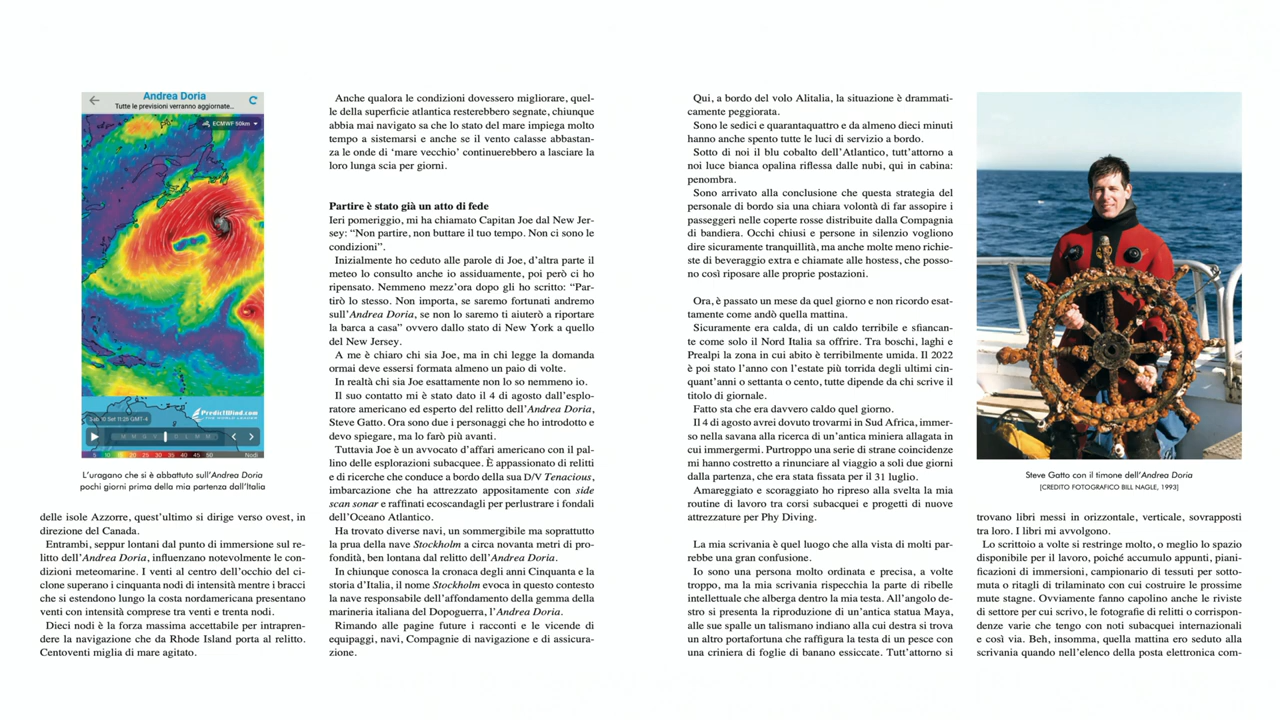 Andrea Doria
Tutte le previsioni verranno aggiornate...
ECMWF 50km
PredictWind.com
THE WORLD LEADER
5 10 15 20 25 30 35 40 45 50 Nodi
L'uragano che si è abbattuto sull'Andrea Doria
pochi giorni prima della mia partenza dall'Italia
delle isole Azzorre, quest'ultimo si dirige verso ovest, in
direzione del Canada.
Entrambi, seppur lontani dal punto di immersione sul re-
litto dell'Andrea Doria, influenzano notevolmente le con-
dizioni meteomarine. I venti al centro dell'occhio del ci-
clone superano i cinquanta nodi di intensità mentre i bracci
che si estendono lungo la costa nordamericana presentano
venti con intensità comprese tra venti e trenta nodi.
Dieci nodi è la forza massima accettabile per intrapren-
dere la navigazione che da Rhode Island porta al relitto.
Centoventi miglia di mare agitato.
Anche qualora le condizioni dovessero migliorare, quel-
le della superficie atlantica resterebbero segnate, chiunque
abbia mai navigato sa che lo stato del mare impiega molto
tempo a sistemarsi e anche se il vento calasse abbastan-
za le onde di 'mare vecchio' continuerebbero a lasciare la
loro lunga scia per giorni.
Partire è stato già un atto di fede
Ieri pomeriggio, mi ha chiamato Capitan Joe dal New Jer-
sey: "Non partire, non buttare il tuo tempo. Non ci sono le
condizioni".
Inizialmente ho ceduto alle parole di Joe, d'altra parte il
meteo lo consulto anche io assiduamente, poi però ci ho
ripensato. Nemmeno mezz'ora dopo gli ho scritto: "Par-
tirò lo stesso. Non importa, se saremo fortunati andremo
sull'Andrea Doria, se non lo saremo ti aiuterò a riportare
la barca a casa" ovvero dallo stato di New York a quello
del New Jersey.
A me è chiaro chi sia Joe, ma in chi legge la domanda
ormai deve essersi formata almeno un paio di volte.
In realtà chi sia Joe esattamente non lo so nemmeno io.
Il suo contatto mi è stato dato il 4 di agosto dall'esplo-
ratore americano ed esperto del relitto dell'Andrea Doria,
Steve Gatto. Ora sono due i personaggi che ho introdotto e
devo spiegare, ma lo farò più avanti.
Tuttavia Joe è un avvocato d'affari americano con il pal-
lino delle esplorazioni subacquee. È appassionato di relitti
e di ricerche che conduce a bordo della sua D/V Tenacious,
imbarcazione che ha attrezzato appositamente con side
scan sonar e raffinati ecoscandagli per perlustrare i fondali
dell'Oceano Atlantico.
Ha trovato diverse navi, un sommergibile ma soprattutto
la prua della nave Stockholm a circa novanta metri di pro-
fondità, ben lontana dal relitto dell'Andrea Doria.
In chiunque conosca la cronaca degli anni Cinquanta e la
storia d'Italia, il nome Stockholm evoca in questo contesto
la nave responsabile dell'affondamento della gemma della
marineria italiana del Dopoguerra, l'Andrea Doria.
Rimando alle pagine future i racconti e le vicende di
equipaggi, navi, Compagnie di navigazione e di assicura-
zione.
Qui, a bordo del volo Alitalia, la situazione è drammati-
camente peggiorata.
Sono le sedici e quarantaquattro e da almeno dieci minuti
hanno anche spento tutte le luci di servizio a bordo.
Sotto di noi il blu cobalto dell'Atlantico, tutt'attorno a
noi luce bianca opalina riflessa dalle nubi, qui in cabina:
penombra.
Sono arrivato alla conclusione che questa strategia del
personale di bordo sia una chiara volontà di far assopire i
passeggeri nelle coperte rosse distribuite dalla Compagnia
di bandiera. Occhi chiusi e persone in silenzio vogliono
dire sicuramente tranquillità, ma anche molte meno richie-
ste di beveraggio extra e chiamate alle hostess, che posso-
no così riposare alle proprie postazioni.
Ora, è passato un mese da quel giorno e non ricordo esat-
tamente come andò quella mattina.
Sicuramente era calda, di un caldo terribile e sfiancan-
te come solo il Nord Italia sa offrire. Tra boschi, laghi e
Prealpi la zona in cui abito è terribilmente umida. Il 2022
è poi stato l'anno con l'estate più torrida degli ultimi cin-
quant'anni o settanta o cento, tutte dipende da chi scrive il
titolo di giornale.
Fatto sta che era davvero caldo quel giorno.
Il 4 di agosto avrei dovuto trovarmi in Sud Africa, immer-
so nella savana alla ricerca di un'antica miniera allagata in
cui immergermi. Purtroppo una serie di strane coincidenze
mi hanno costretto a rinunciare al viaggio a soli due giorni
dalla partenza, che era stata fissata per il 31 luglio.
Amareggiato e scoraggiato ho ripreso alla svelta la mia
routine di lavoro tra corsi subacquei e progetti di nuove
attrezzature per Phy Diving.
La mia scrivania è quel luogo che alla vista di molti par-
rebbe una gran confusione.
Io sono una persona molto ordinata e precisa, a volte
troppo, ma la mia scrivania rispecchia la parte di ribelle
intellettuale che alberga dentro la mia testa. All'angolo de-
stro si presenta la riproduzione di un'antica statua Maya,
alle sue spalle un talismano indiano alla cui destra si trova
un altro portafortuna che raffigura la testa di un pesce con
una criniera di foglie di banano essiccate. Tutt'attorno si
Steve Gatto con il timone dell'Andrea Doria
[CREDITO FOTOGRAFICO BILL NAGLE, 1993]
trovano libri messi in orizzontale, verticale, sovrapposti
tra loro. I libri mi avvolgono.
Lo scrittoio a volte si restringe molto, o meglio lo spazio
disponibile per il lavoro, poiché accumulo appunti, piani-
ficazioni di immersioni, campionario di tessuti per sotto-
muta o ritagli di trilaminato con cui costruire le prossime
mute stagne. Ovviamente fanno capolino anche le riviste
di settore per cui scrivo, le fotografie di relitti o corrispon-
denze varie che tengo con noti subacquei internazionali
e così via. Beh, insomma, quella mattina ero seduto alla
scrivania quando nell'elenco della posta elettronica com-